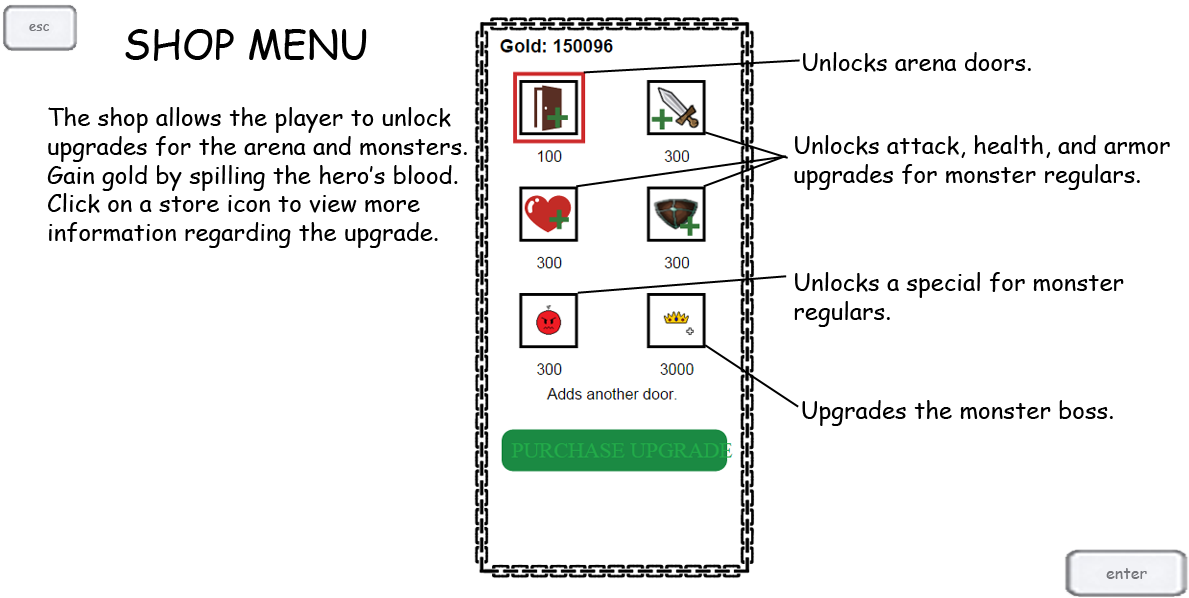 esc
SHOP MENU
The shop allows the player to unlock
upgrades for the arena and monsters.
Gain gold by spilling the hero's blood.
Click on a store icon to view more
information regarding the upgrade.
Gold: 150096
100
300
300
300
300
3000
Adds another door.
PURCHASE UPGRADE
Unlocks arena doors.
Unlocks attack, health, and armor
upgrades for monster regulars.
Unlocks a special for monster
regulars.
Upgrades the monster boss.
enter